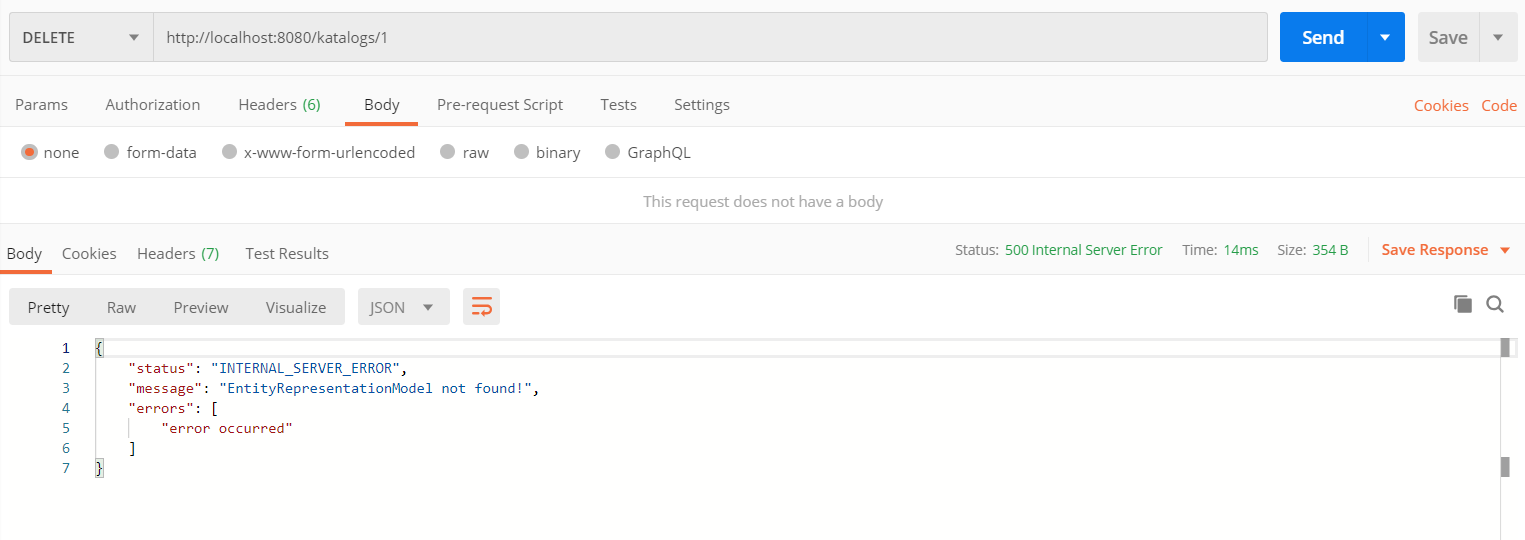 DELETE http://localhost:8080/katalogs/1 Send Save
Params Authorization Headers (6) Body Pre-request Script Tests Settings Cookies Code
none form-data x-www-form-urlencoded raw binary GraphQL
This request does not have a body
Body Cookies Headers (7) Test Results Status: 500 Internal Server Error Time: 14ms Size: 354 B Save Response
Pretty Raw Preview Visualize JSON
1 {
2 "status": "INTERNAL_SERVER_ERROR",
3 "message": "EntityRepresentationModel not found!",
4 "errors": [
5 "error occurred"
6 ]
7 }